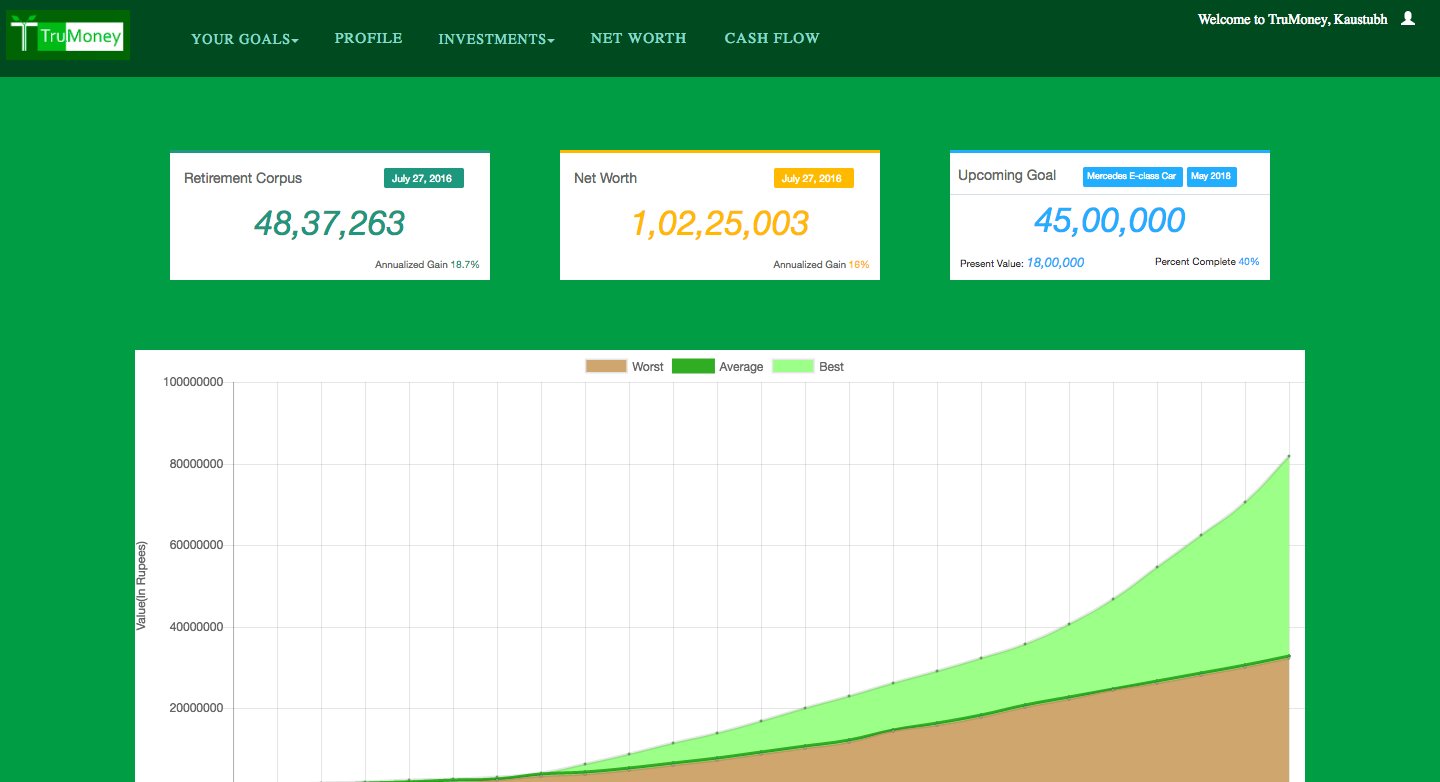 TruMoney
YOUR GOALS PROFILE INVESTMENTS NET WORTH CASH FLOW
Welcome to TruMoney, Kaustubh
Retirement Corpus July 27, 2016
48,37,263
Annualized Gain 18.7%
Net Worth July 27, 2016
1,02,25,003
Annualized Gain 16%
Upcoming Goal Mercedes E-class Car May 2018
45,00,000
Present Value: 18,00,000 Percent Complete 40%
Worst Average Best
100000000
80000000
60000000
40000000
20000000
Value(In Rupees)